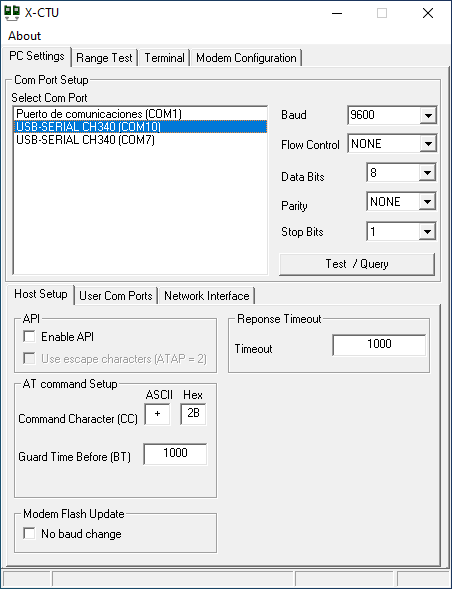 X-CTU
About
PC Settings Range Test Terminal Modem Configuration
Com Port Setup
Select Com Port
Puerto de comunicaciones (COM1)
USB-SERIAL CH340 (COM10)
USB-SERIAL CH340 (COM7)
Baud 9600
Flow Control NONE
Data Bits 8
Parity NONE
Stop Bits 1
Test / Query
Host Setup User Com Ports Network Interface
API
Enable API
Use escape characters (ATAP = 2)
Reponse Timeout
Timeout 1000
AT command Setup
ASCII Hex
Command Character (CC) + 2B
Guard Time Before (BT) 1000
Modem Flash Update
No baud change